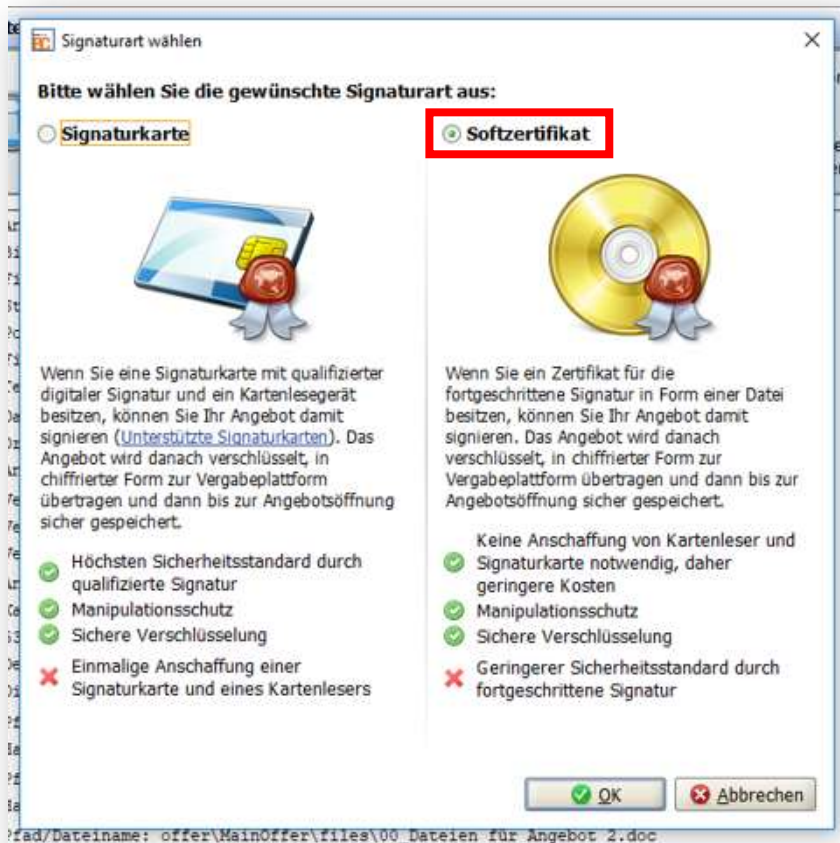 Signaturart wählen
Bitte wählen Sie die gewünschte Signaturart aus:
Signaturkarte
Wenn Sie eine Signaturkarte mit qualifizierter
digitaler Signatur und ein Kartenlesegerät
besitzen, können Sie Ihr Angebot damit
signieren (Unterstützte Signaturkarten). Das
Angebot wird danach verschlüsselt, in
chiffrierter Form zur Vergabeplattform
übertragen und dann bis zur Angebotsöffnung
sicher gespeichert.
Höchsten Sicherheitsstandard durch
qualifizierte Signatur
Manipulationsschutz
Sichere Verschlüsselung
Einmalige Anschaffung einer
Signaturkarte und eines Kartenlesers
Softzertifikat
Wenn Sie ein Zertifikat für die
fortgeschrittene Signatur in Form einer Datei
besitzen, können Sie Ihr Angebot damit
signieren. Das Angebot wird danach
verschlüsselt, in chiffrierter Form zur
Vergabeplattform übertragen und dann bis zur
Angebotsöffnung sicher gespeichert.
Keine Anschaffung von Kartenleser und
Signaturkarte notwendig, daher
geringere Kosten
Manipulationsschutz
Sichere Verschlüsselung
Geringerer Sicherheitsstandard durch
fortgeschrittene Signatur
OK
Abbrechen
Pfad/Dateiname: offer\MainOffer\files\00 Dateien für Angebot 2.doc